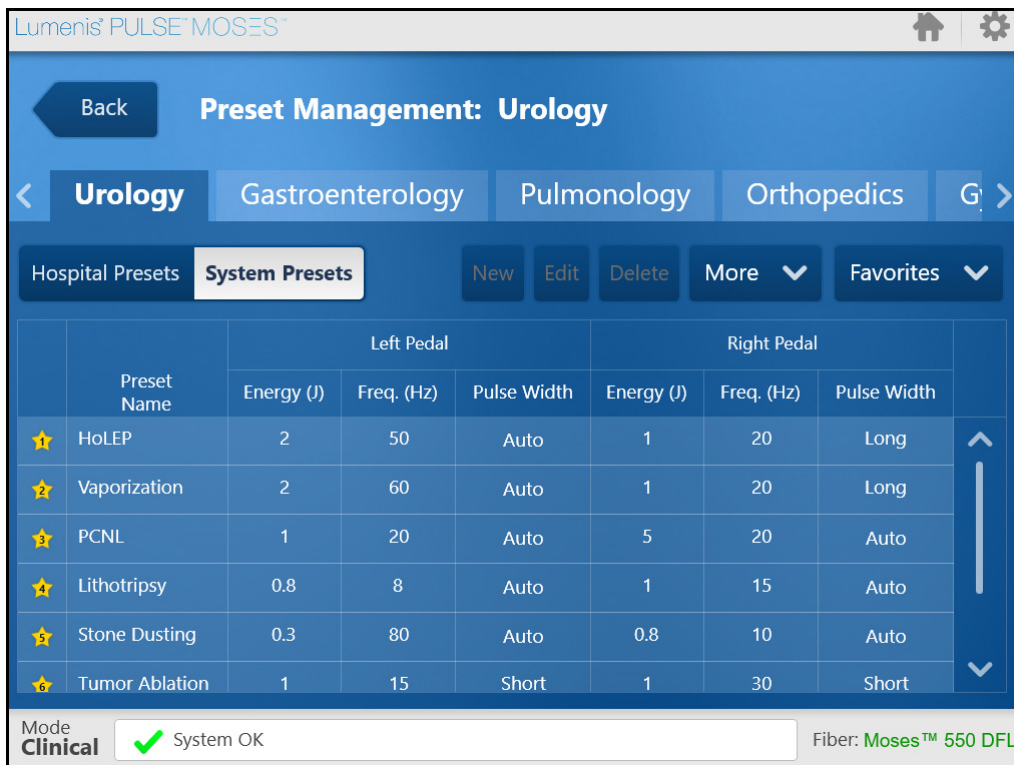 Lumenis® PULSE™ MOSES™
Back
Preset Management: Urology
Urology Gastroenterology Pulmonology Orthopedics Gy
Hospital Presets System Presets New Edit Delete More Favorites
Left Pedal Right Pedal
Preset Name Energy (J) Freq. (Hz) Pulse Width Energy (J) Freq. (Hz) Pulse Width
1 HoLEP 2 50 Auto 1 20 Long
2 Vaporization 2 60 Auto 1 20 Long
3 PCNL 1 20 Auto 5 20 Auto
4 Lithotripsy 0.8 8 Auto 1 15 Auto
5 Stone Dusting 0.3 80 Auto 0.8 10 Auto
6 Tumor Ablation 1 15 Short 1 30 Short
Mode
Clinical System OK Fiber: Moses™ 550 DFL